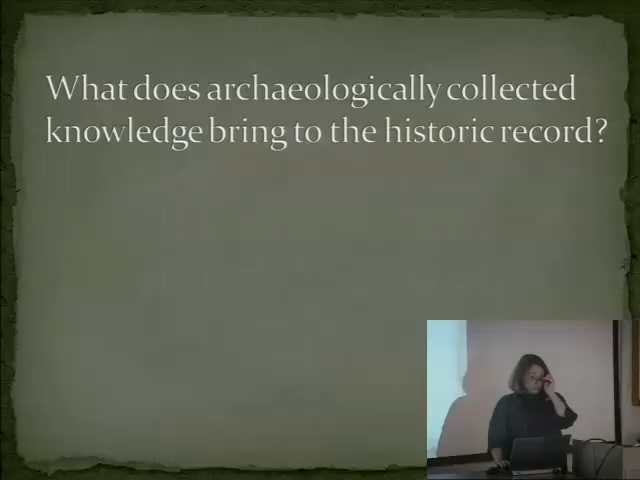 What does archaeologically collected
knowledge bring to the historic record?